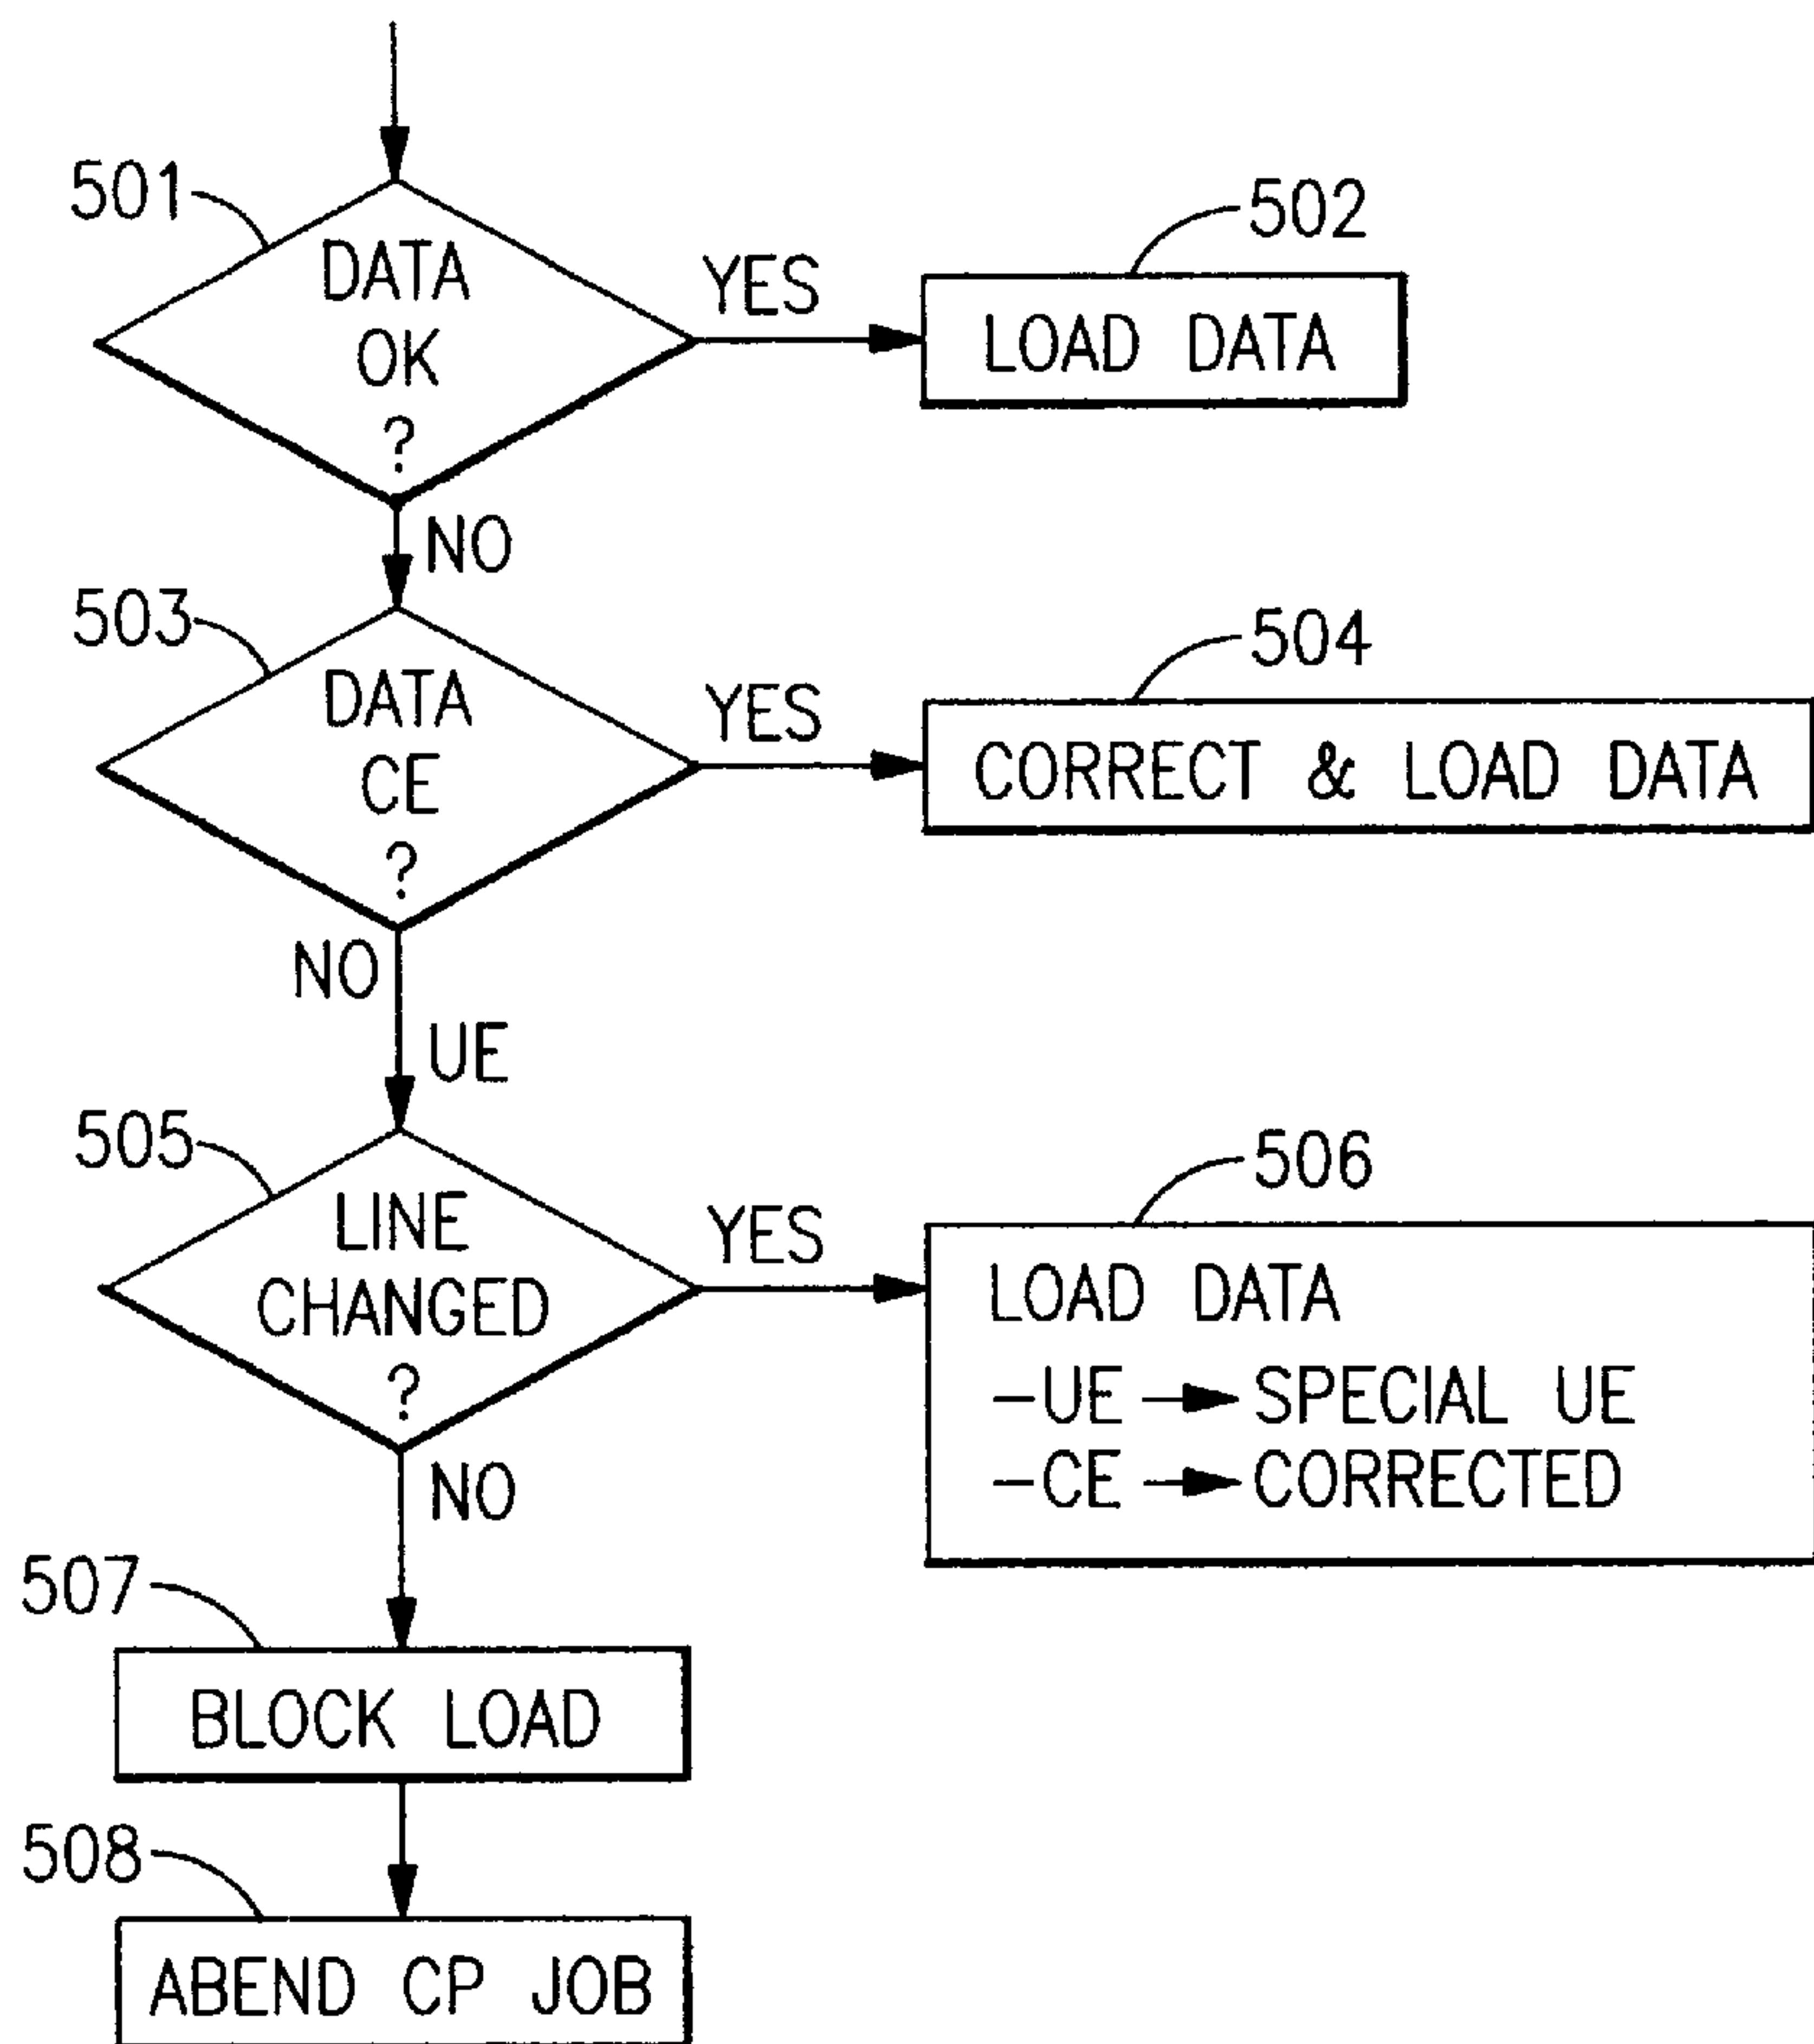 501
DATA
OK
?
YES
502
LOAD DATA
NO
503
DATA
CE
?
YES
504
CORRECT & LOAD DATA
NO
UE
505
LINE
CHANGED
?
YES
506
LOAD DATA
-UE → SPECIAL UE
-CE → CORRECTED
NO
507
BLOCK LOAD
508
ABEND CP JOB